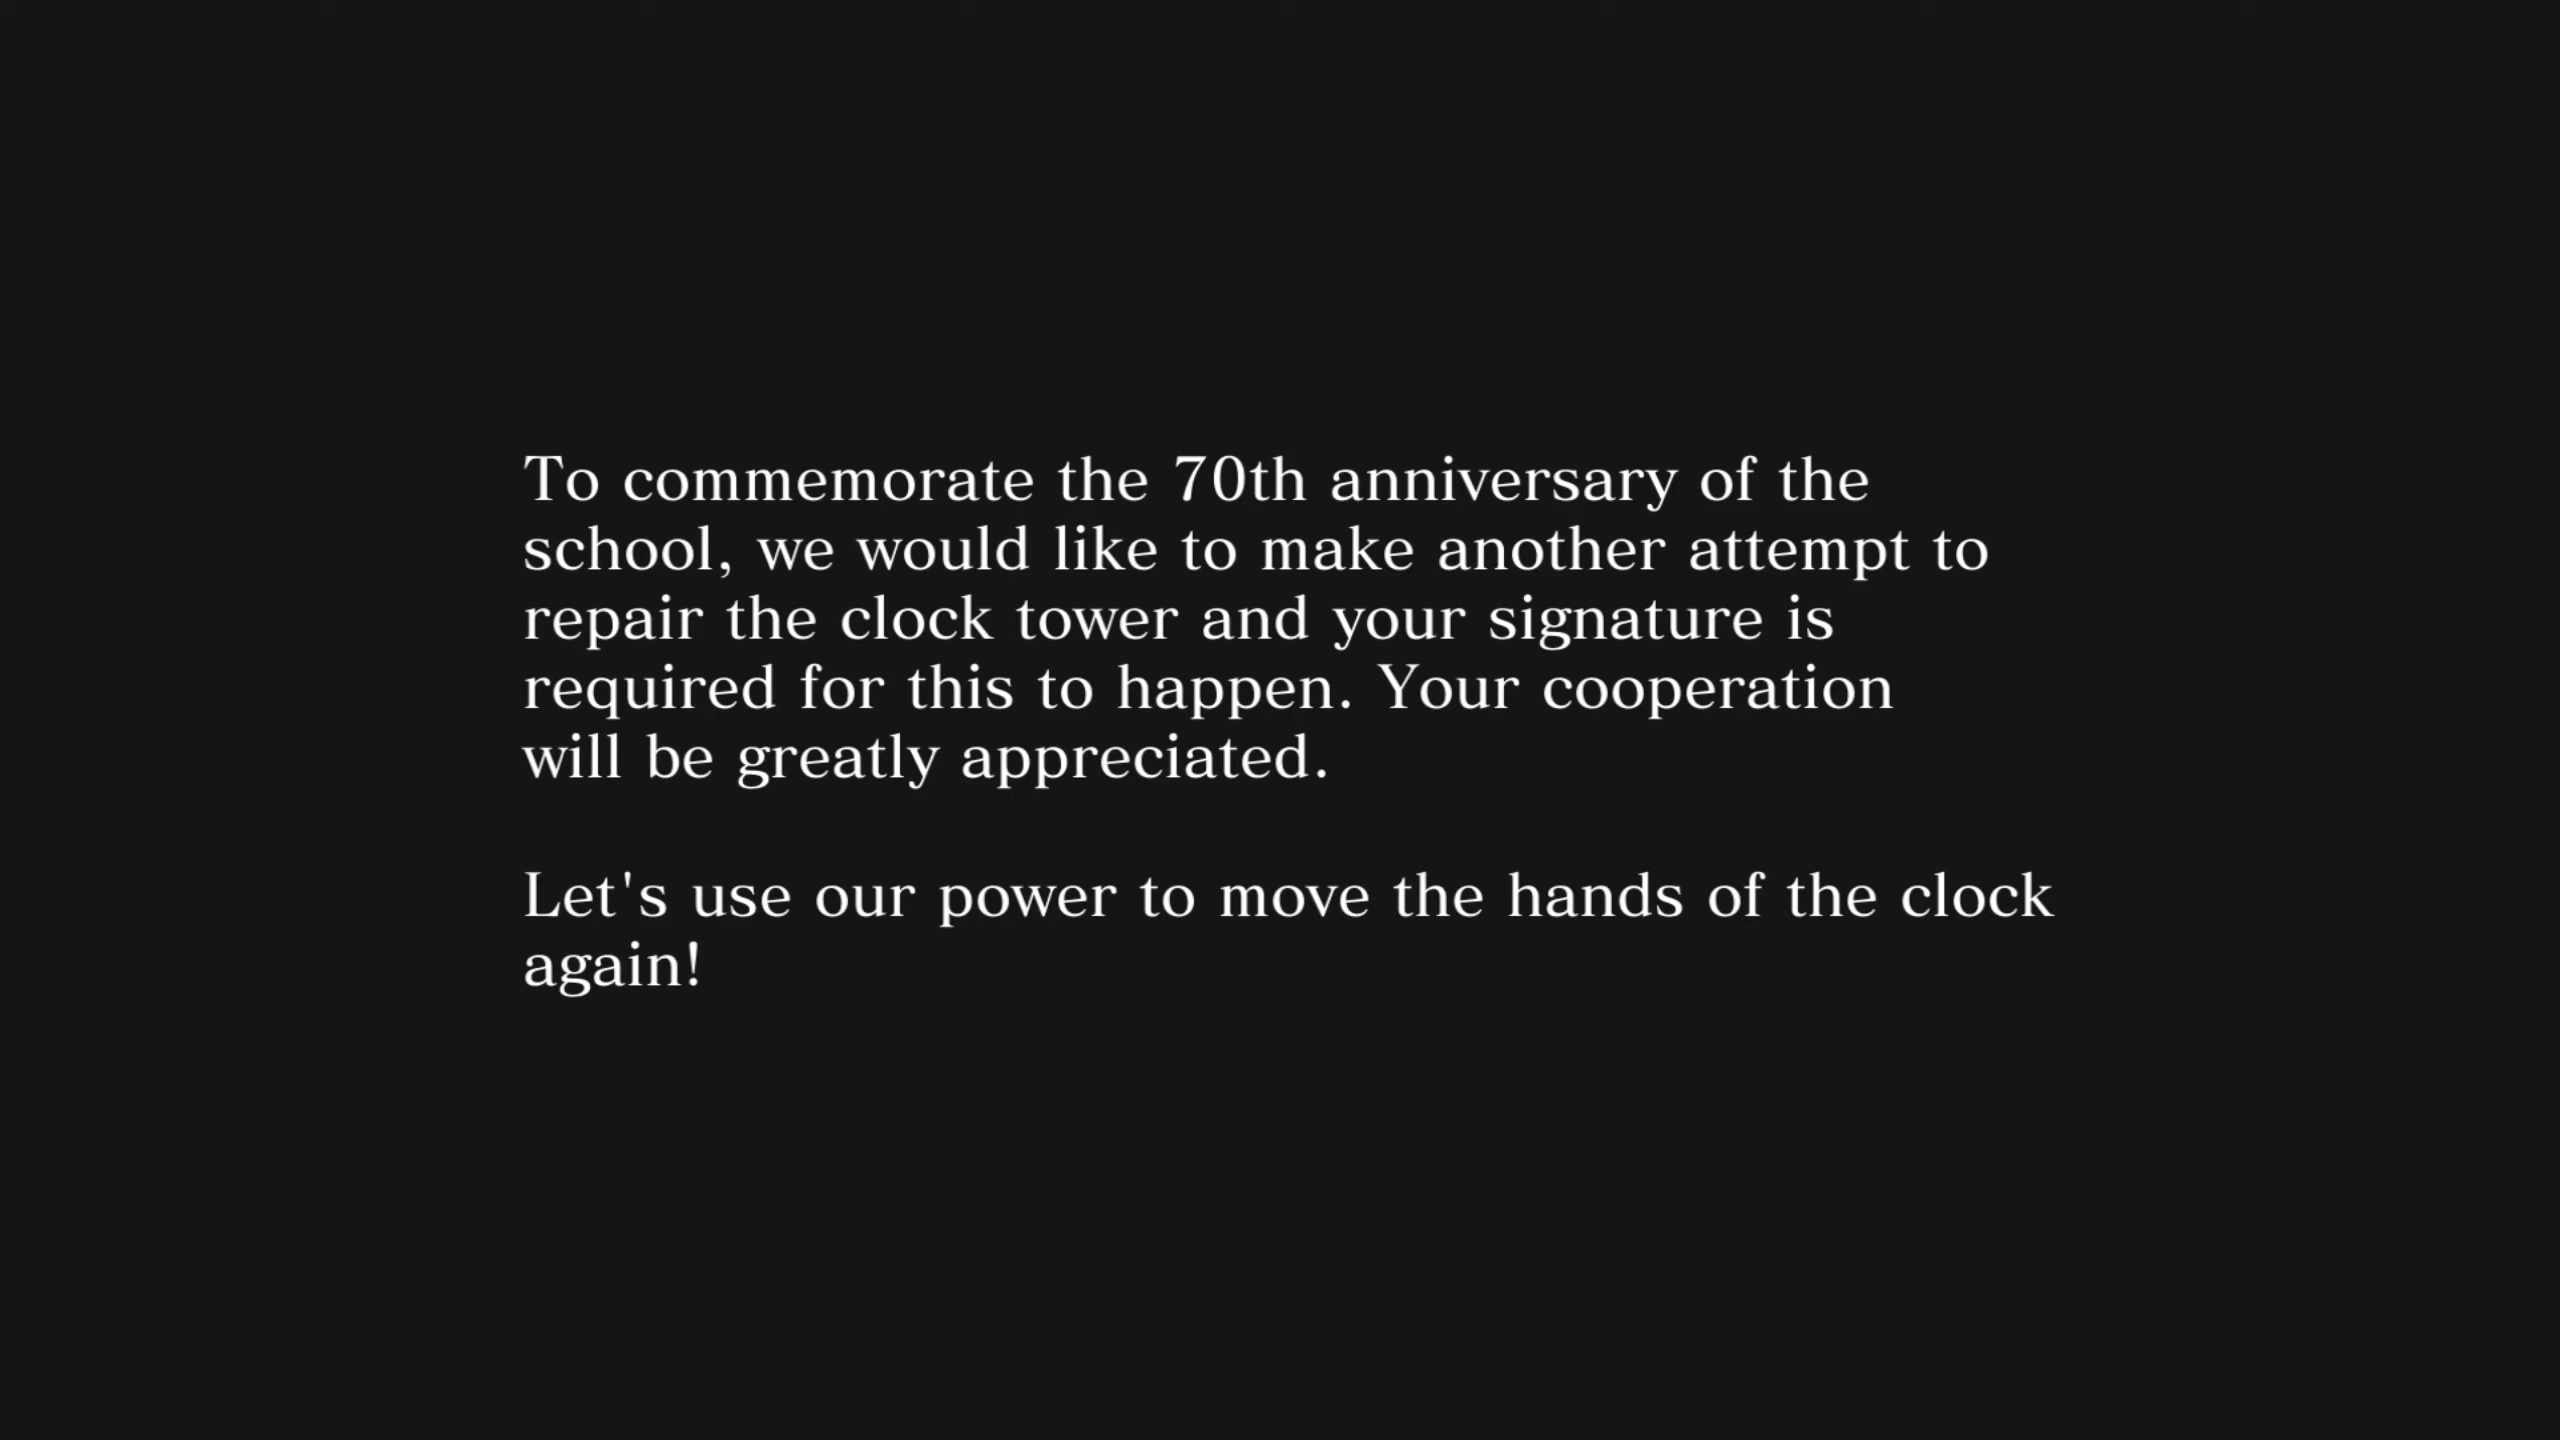 To commemorate the 70th anniversary of the
school, we would like to make another attempt to
repair the clock tower and your signature is
required for this to happen. Your cooperation
will be greatly appreciated.
Let's use our power to move the hands of the clock
again!